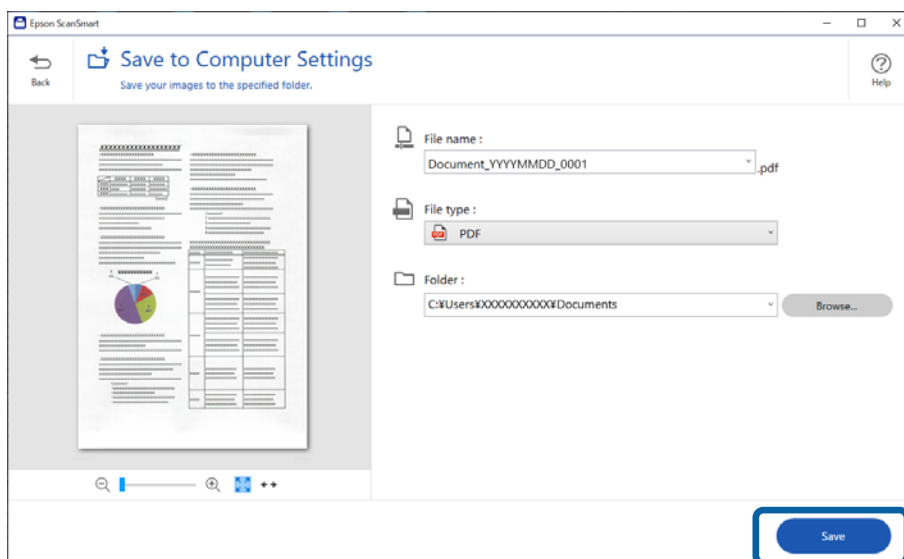 Epson ScanSmart
Back
Save to Computer Settings
Save your images to the specified folder.
Help
File name :
Document_YYYYMMDD_0001
.pdf
File type :
PDF
Folder :
C:¥Users¥XXXXXXXXXX¥Documents
Browse...
Save